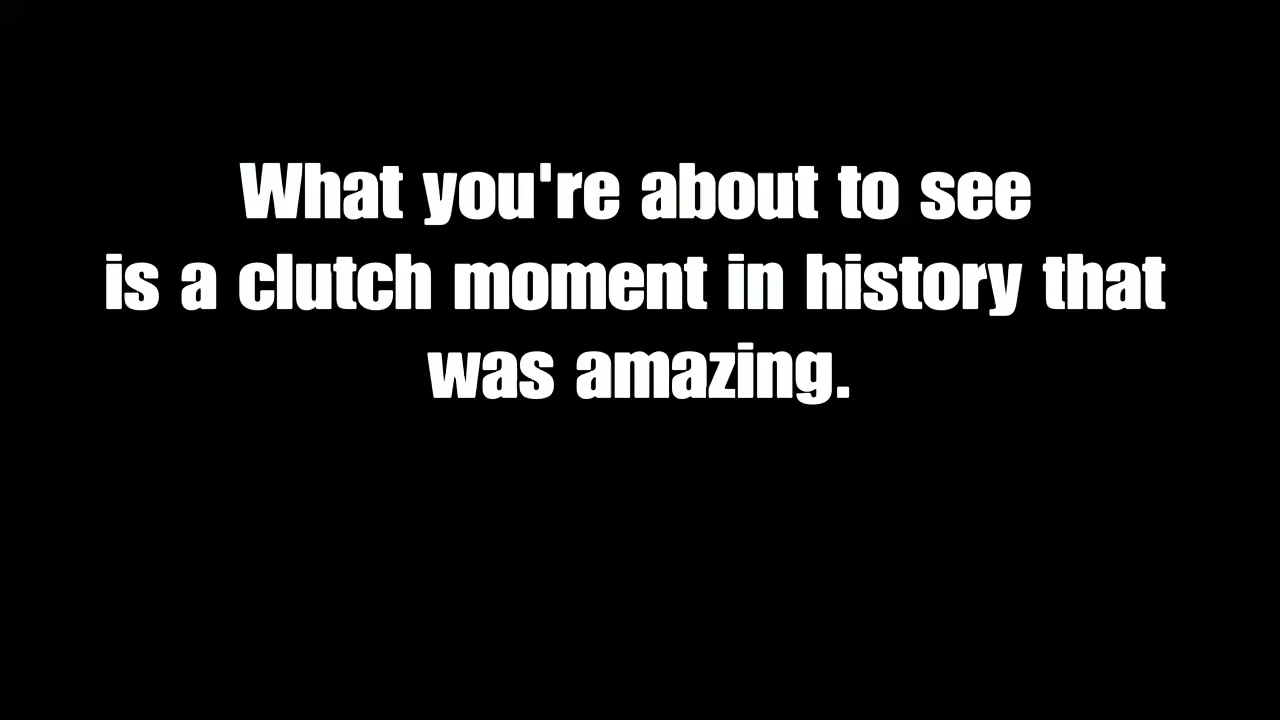 What you're about to see
is a clutch moment in history that
was amazing.